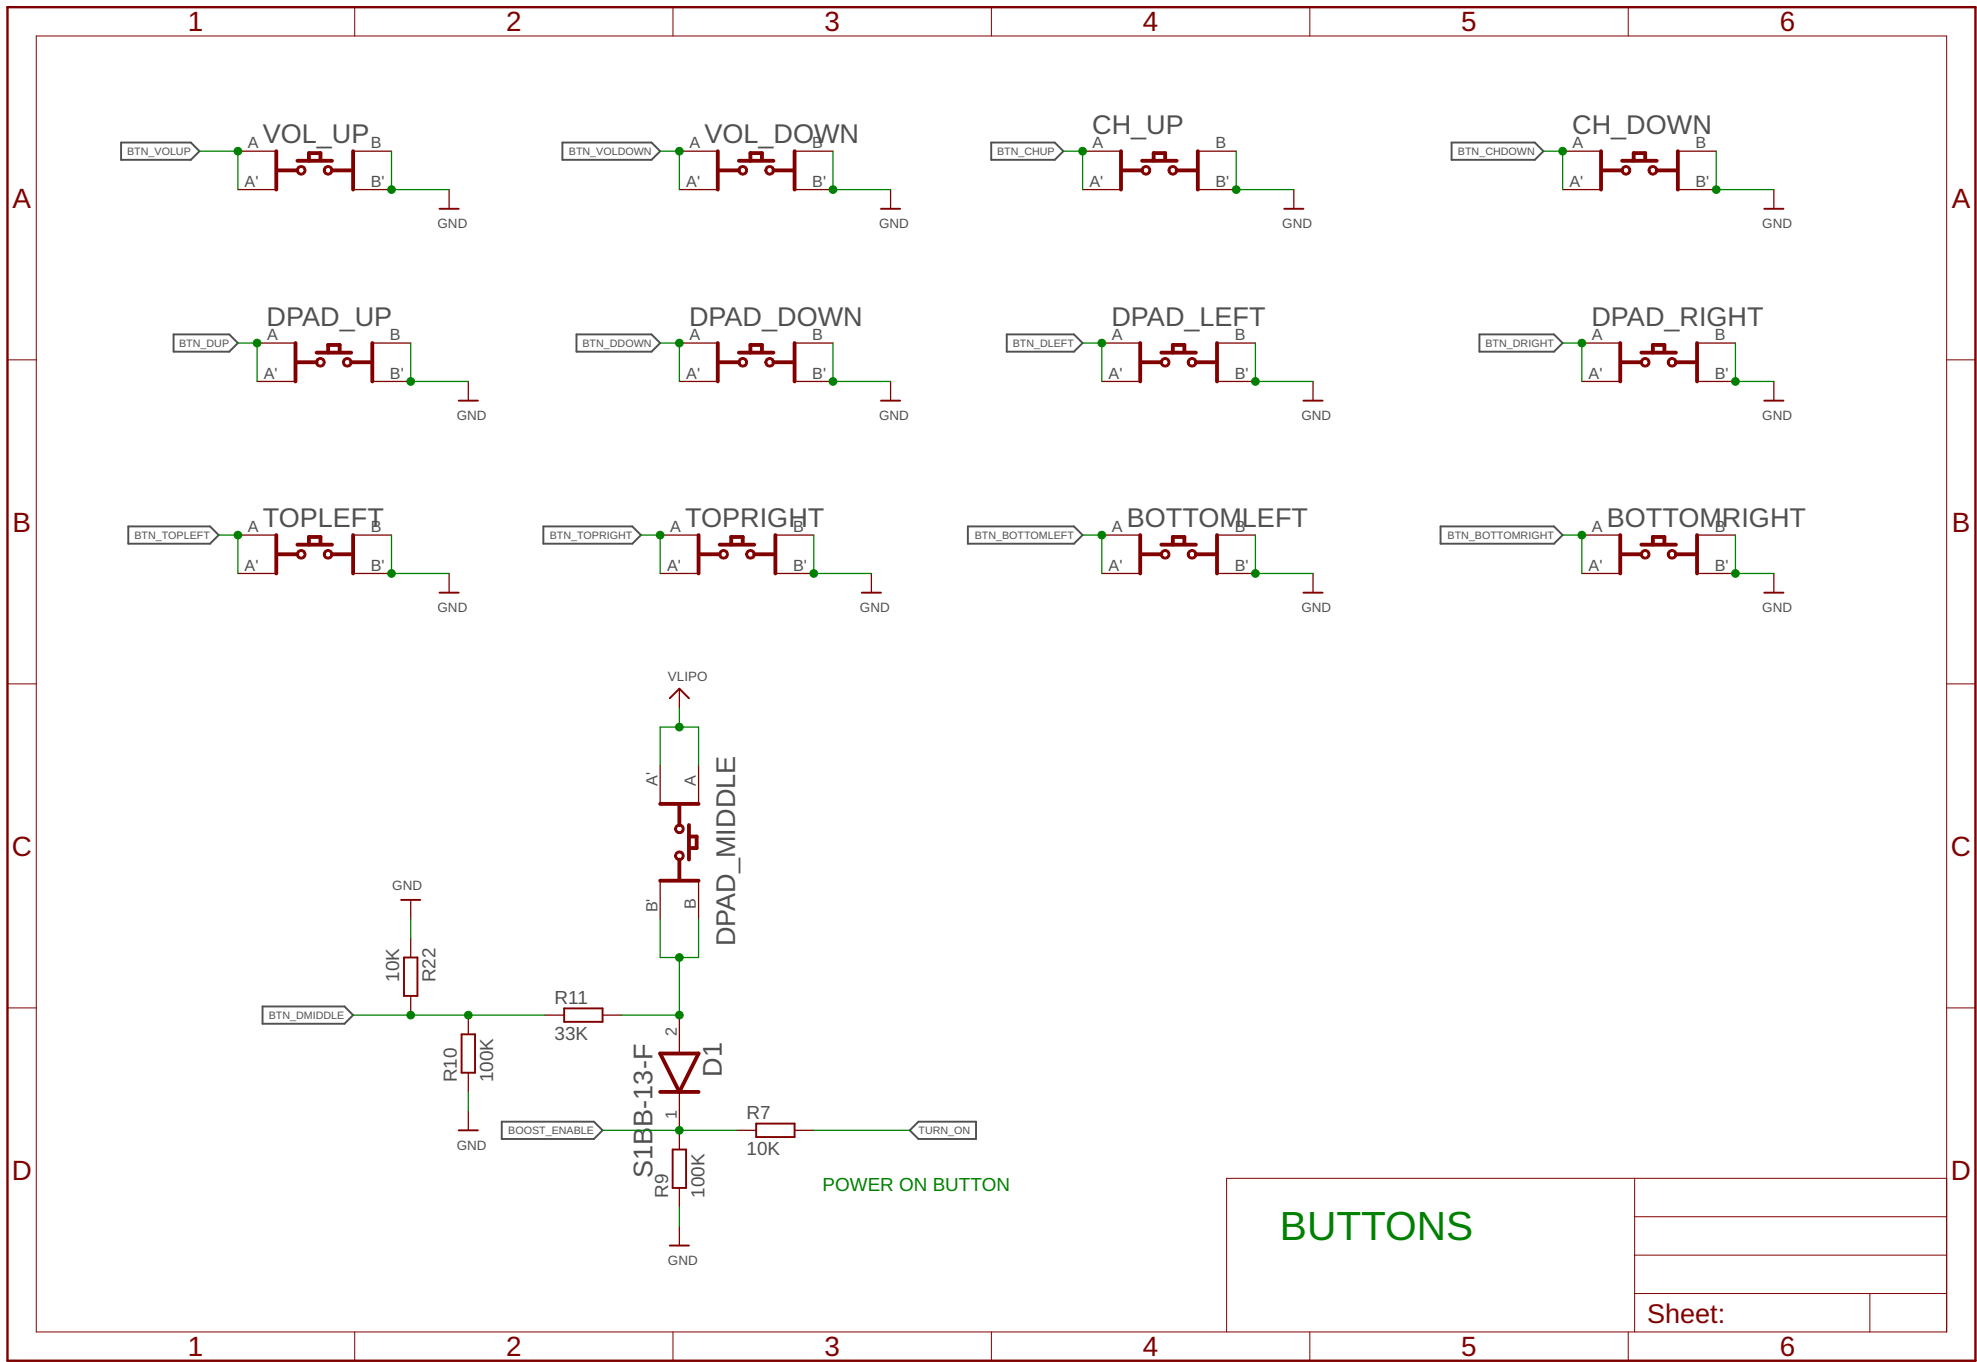 1 2 3 4 5 6
A A
VOL_UP VOL_DOWN CH_UP CH_DOWN
BTN_VOLUP A B BTN_VOLDOWN A B BTN_CHUP A B BTN_CHDOWN A B
A' B' A' B' A' B' A' B'
GND GND GND GND
DPAD_UP DPAD_DOWN DPAD_LEFT DPAD_RIGHT
BTN_DUP A B BTN_DDOWN A B BTN_DLEFT A B BTN_DRIGHT A B
A' B' A' B' A' B' A' B'
GND GND GND GND
B B
TOPLEFT TOPRIGHT BOTTOMLEFT BOTTOMRIGHT
BTN_TOPLEFT A B BTN_TOPRIGHT A B BTN_BOTTOMLEFT A B BTN_BOTTOMRIGHT A B
A' B' A' B' A' B' A' B'
GND GND GND GND
VLIPO
A' A
DPAD_MIDDLE
C C
B' B
GND
10K R22
BTN_DMIDDLE
R11
33K
R10 100K
GND
2
S1BB-13-F D1
1
BOOST_ENABLE
R7
10K
TURN_ON
R9 100K
GND
POWER ON BUTTON
D D
BUTTONS
Sheet:
1 2 3 4 5 6